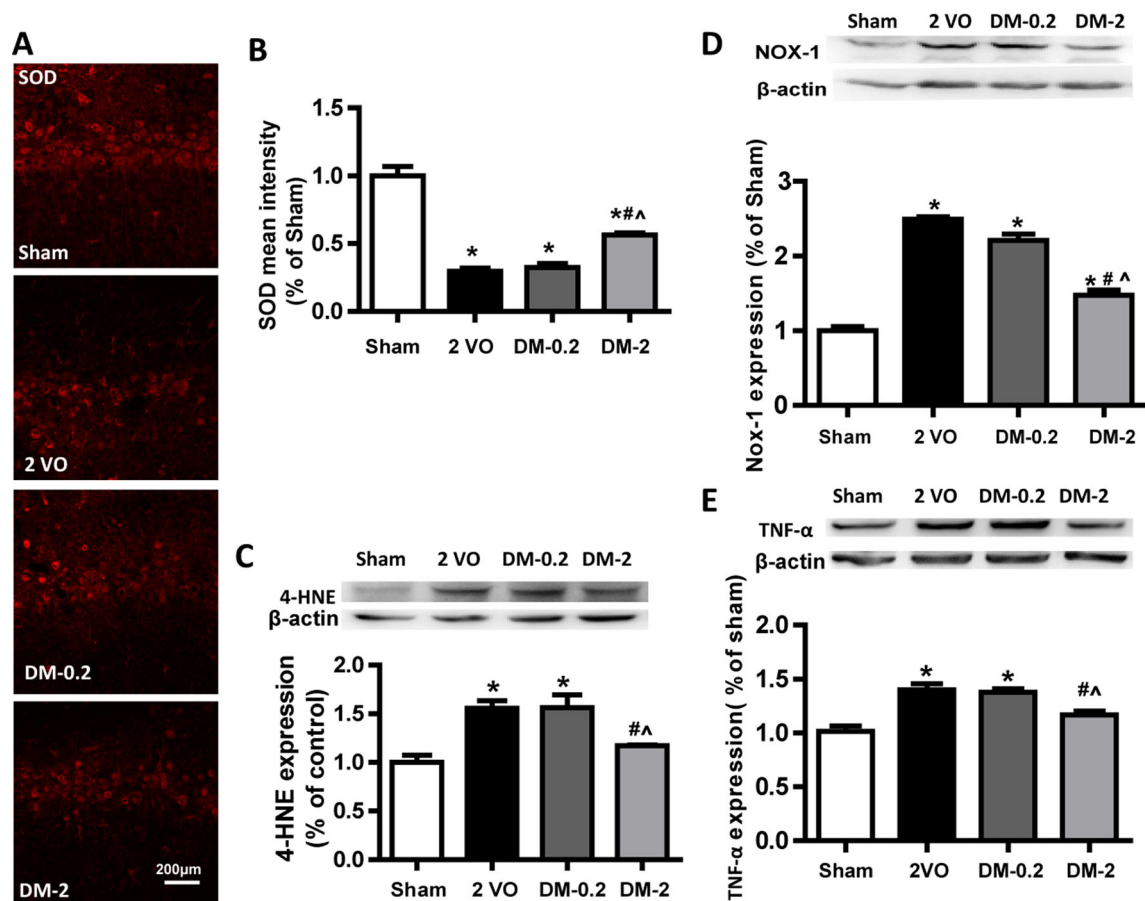 A
SOD
Sham
2 VO
DM-0.2
200μm
DM-2
B
SOD mean intensity
(% of Sham)
1.5
1.0
0.5
0.0
*
*
*#^
Sham 2 VO DM-0.2 DM-2
C
Sham 2 VO DM-0.2 DM-2
4-HNE
β-actin
4-HNE expression
(% of control)
2.0
1.5
1.0
0.5
0.0
*
*
#^
Sham 2 VO DM-0.2 DM-2
D
Sham 2 VO DM-0.2 DM-2
NOX-1
β-actin
Nox-1 expression (% of Sham)
3
2
1
0
*
*
* # ^
Sham 2 VO DM-0.2 DM-2
E
Sham 2 VO DM-0.2 DM-2
TNF-α
β-actin
TNF-α expression( % of sham)
2.0
1.5
1.0
0.5
0.0
*
*
#^
Sham 2VO DM-0.2 DM-2